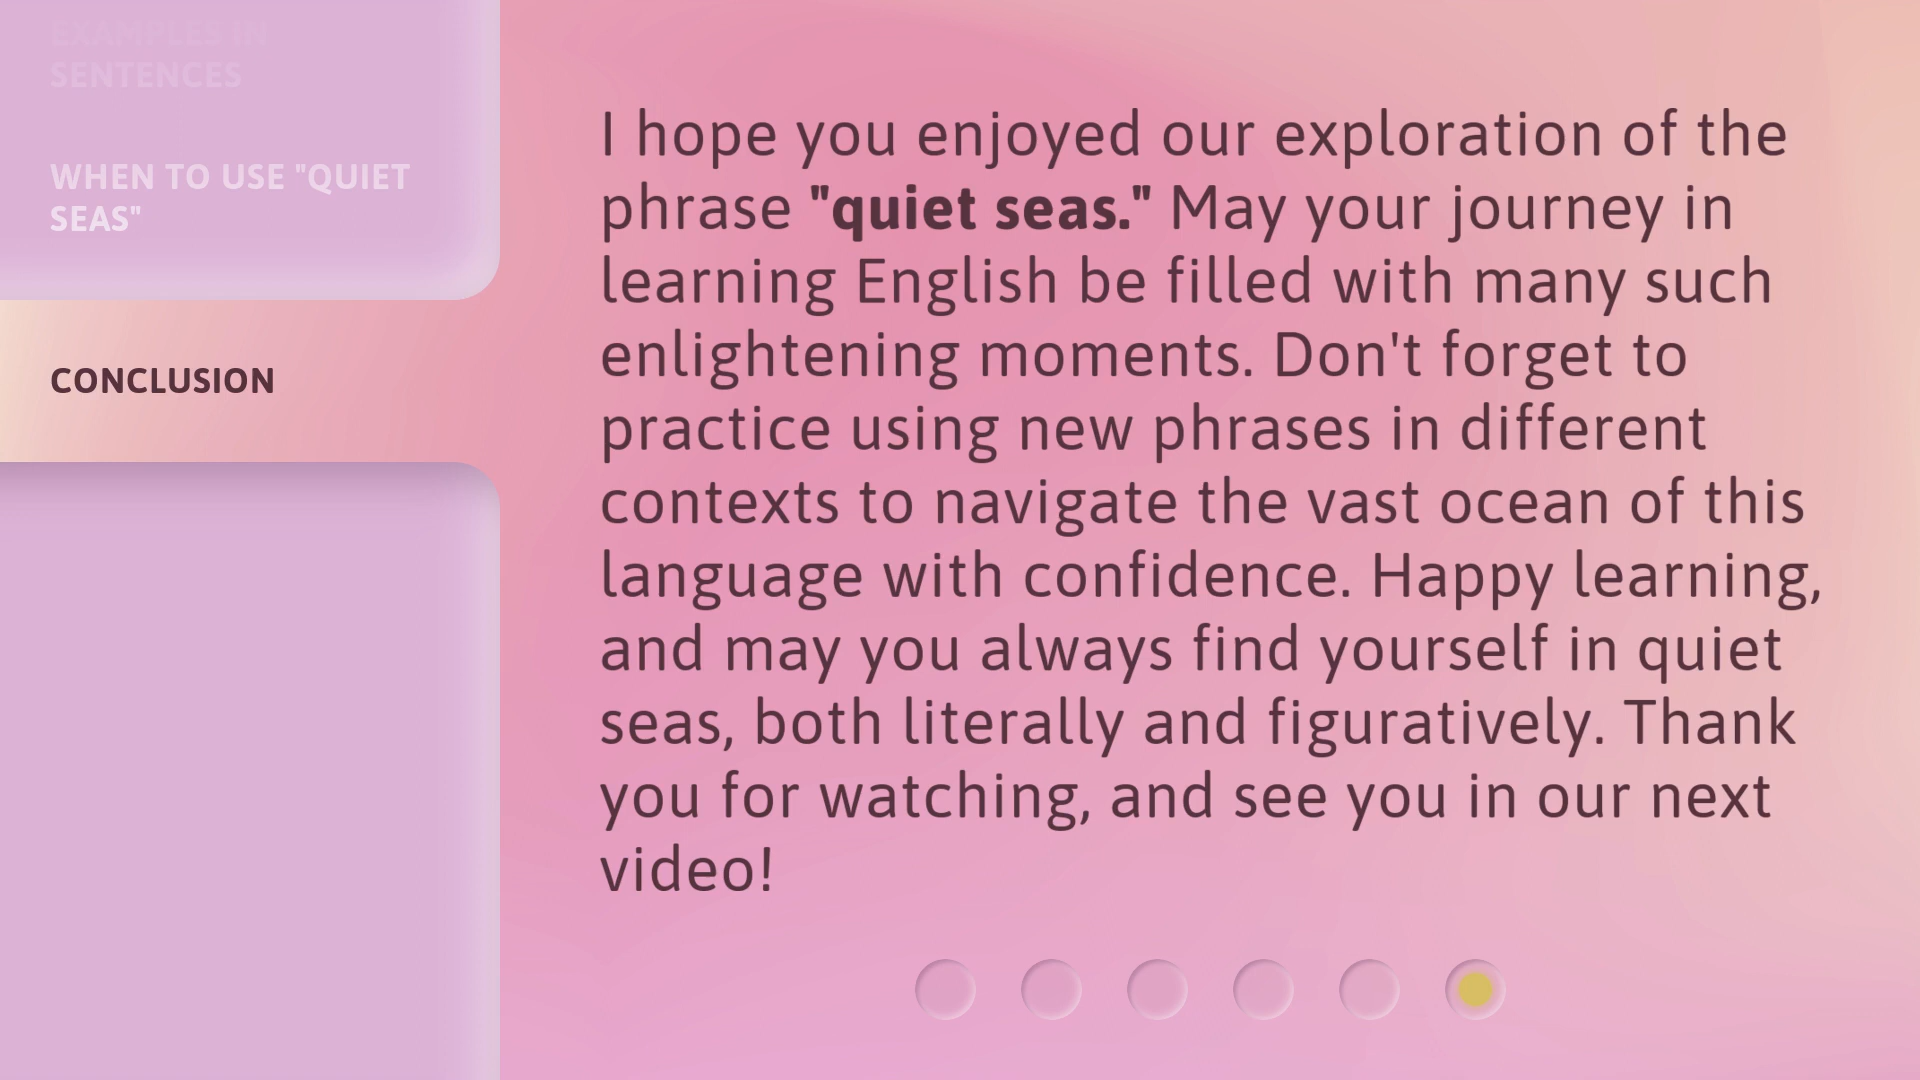 EXAMPLES IN
SENTENCES
WHEN TO USE "QUIET
SEAS"
CONCLUSION
I hope you enjoyed our exploration of the
phrase "quiet seas." May your journey in
learning English be filled with many such
enlightening moments. Don't forget to
practice using new phrases in different
contexts to navigate the vast ocean of this
language with confidence. Happy learning,
and may you always find yourself in quiet
seas, both literally and figuratively. Thank
you for watching, and see you in our next
video!